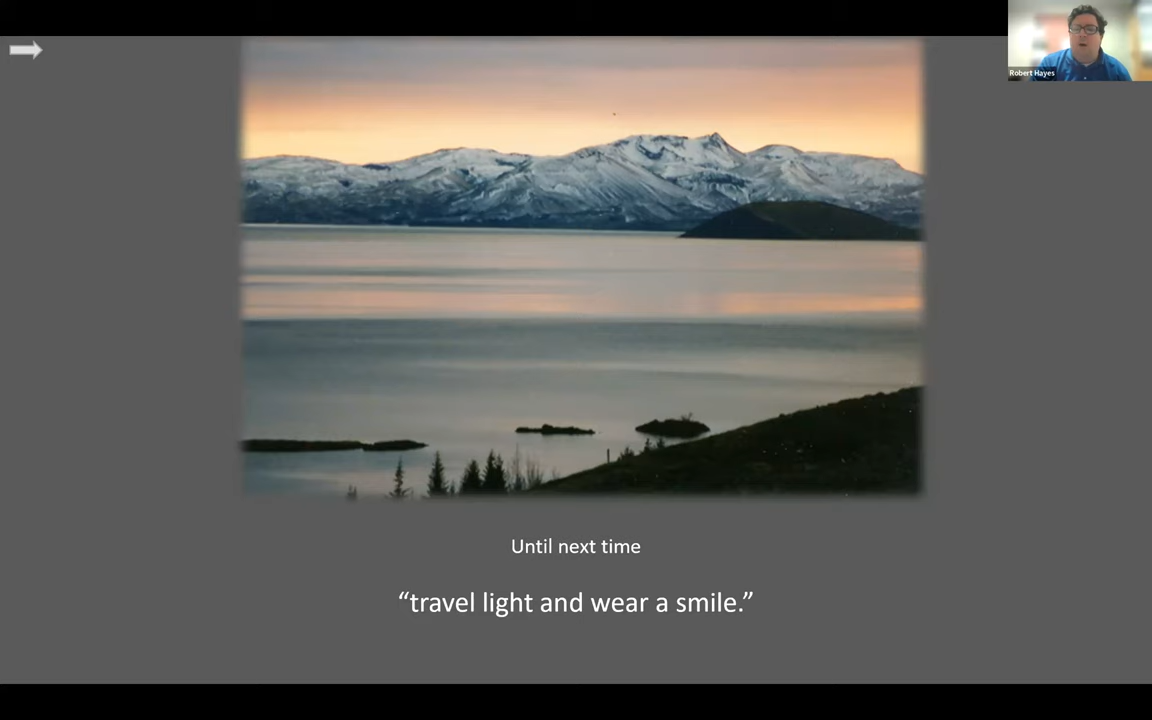 Robert Hayes
Until next time
“travel light and wear a smile.”